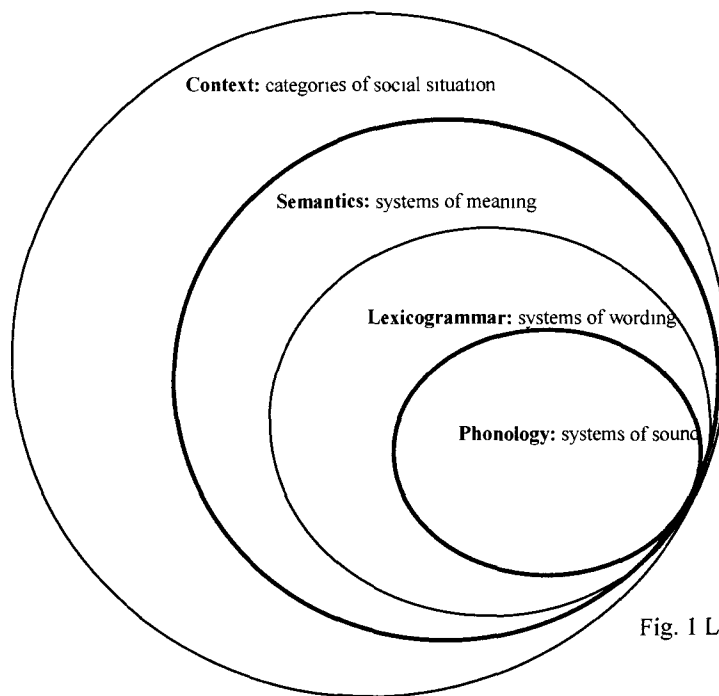 Context: categories of social situation
Semantics: systems of meaning
Lexicogrammar: systems of wording
Phonology: systems of sound
Fig. 1 L